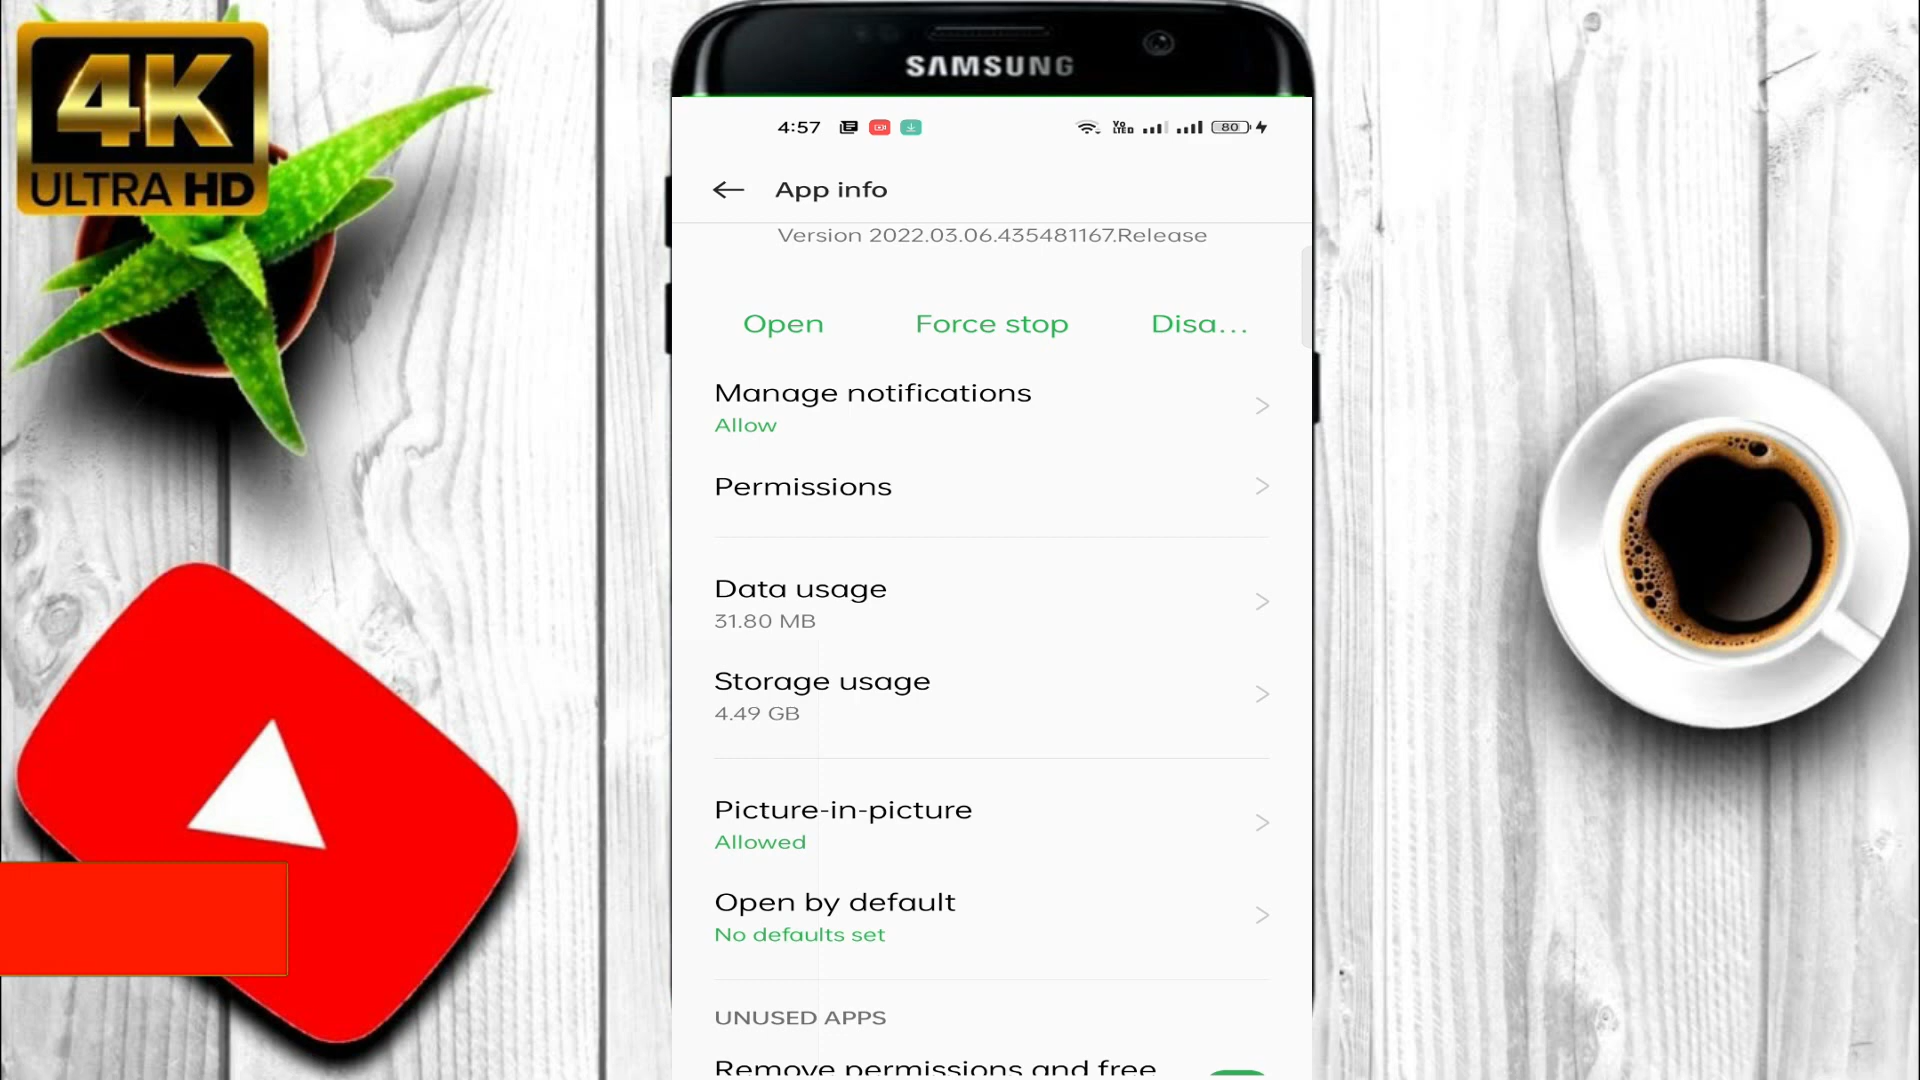 4K
ULTRA HD
SAMSUNG
4:57
Vo LTED
80
App info
Version 2022.03.06.435481167.Release
Open
Force stop
Disa...
Manage notifications
Allow
Permissions
Data usage
31.80 MB
Storage usage
4.49 GB
Picture-in-picture
Allowed
Open by default
No defaults set
UNUSED APPS
Remove permissions and free